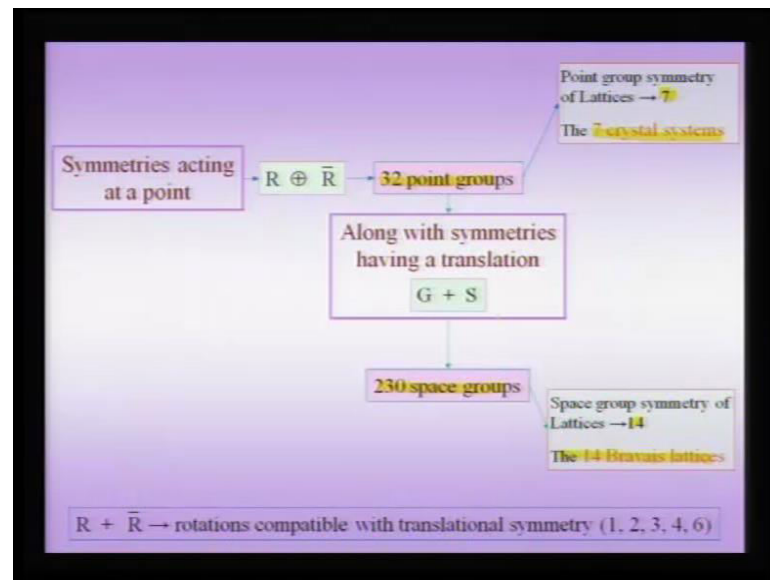 Point group symmetry
of Lattices → 7
The 7 crystal systems
Symmetries acting
at a point
R ⊕ R̅
32 point groups
Along with symmetries
having a translation
G + S
230 space groups
Space group symmetry of
Lattices →14
The 14 Bravais lattices
R + R̅ → rotations compatible with translational symmetry (1, 2, 3, 4, 6)